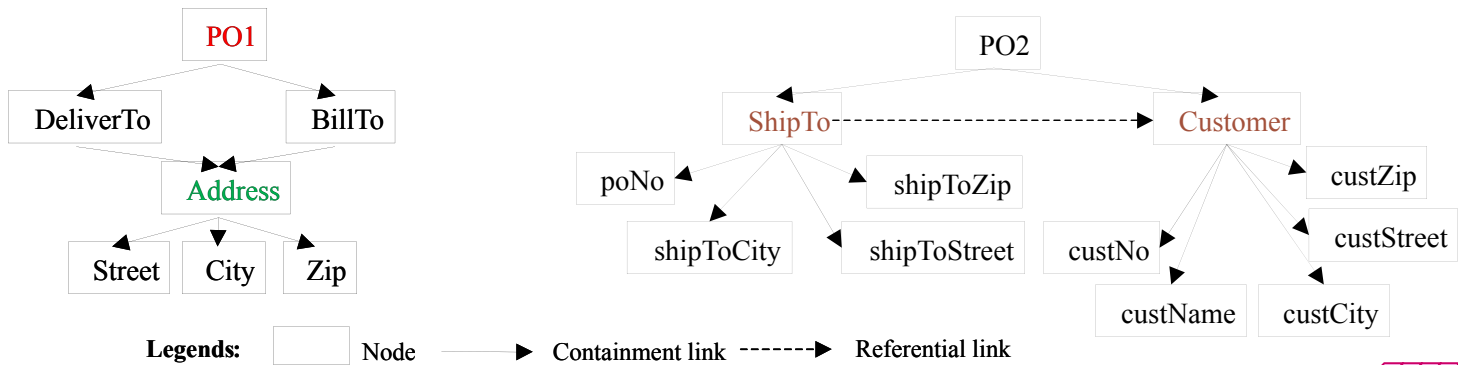 PO1
DeliverTo
BillTo
Address
Street
City
Zip
PO2
ShipTo
Customer
poNo
shipToZip
shipToCity
shipToStreet
custZip
custNo
custStreet
custName
custCity
Legends:
Node
Containment link
Referential link